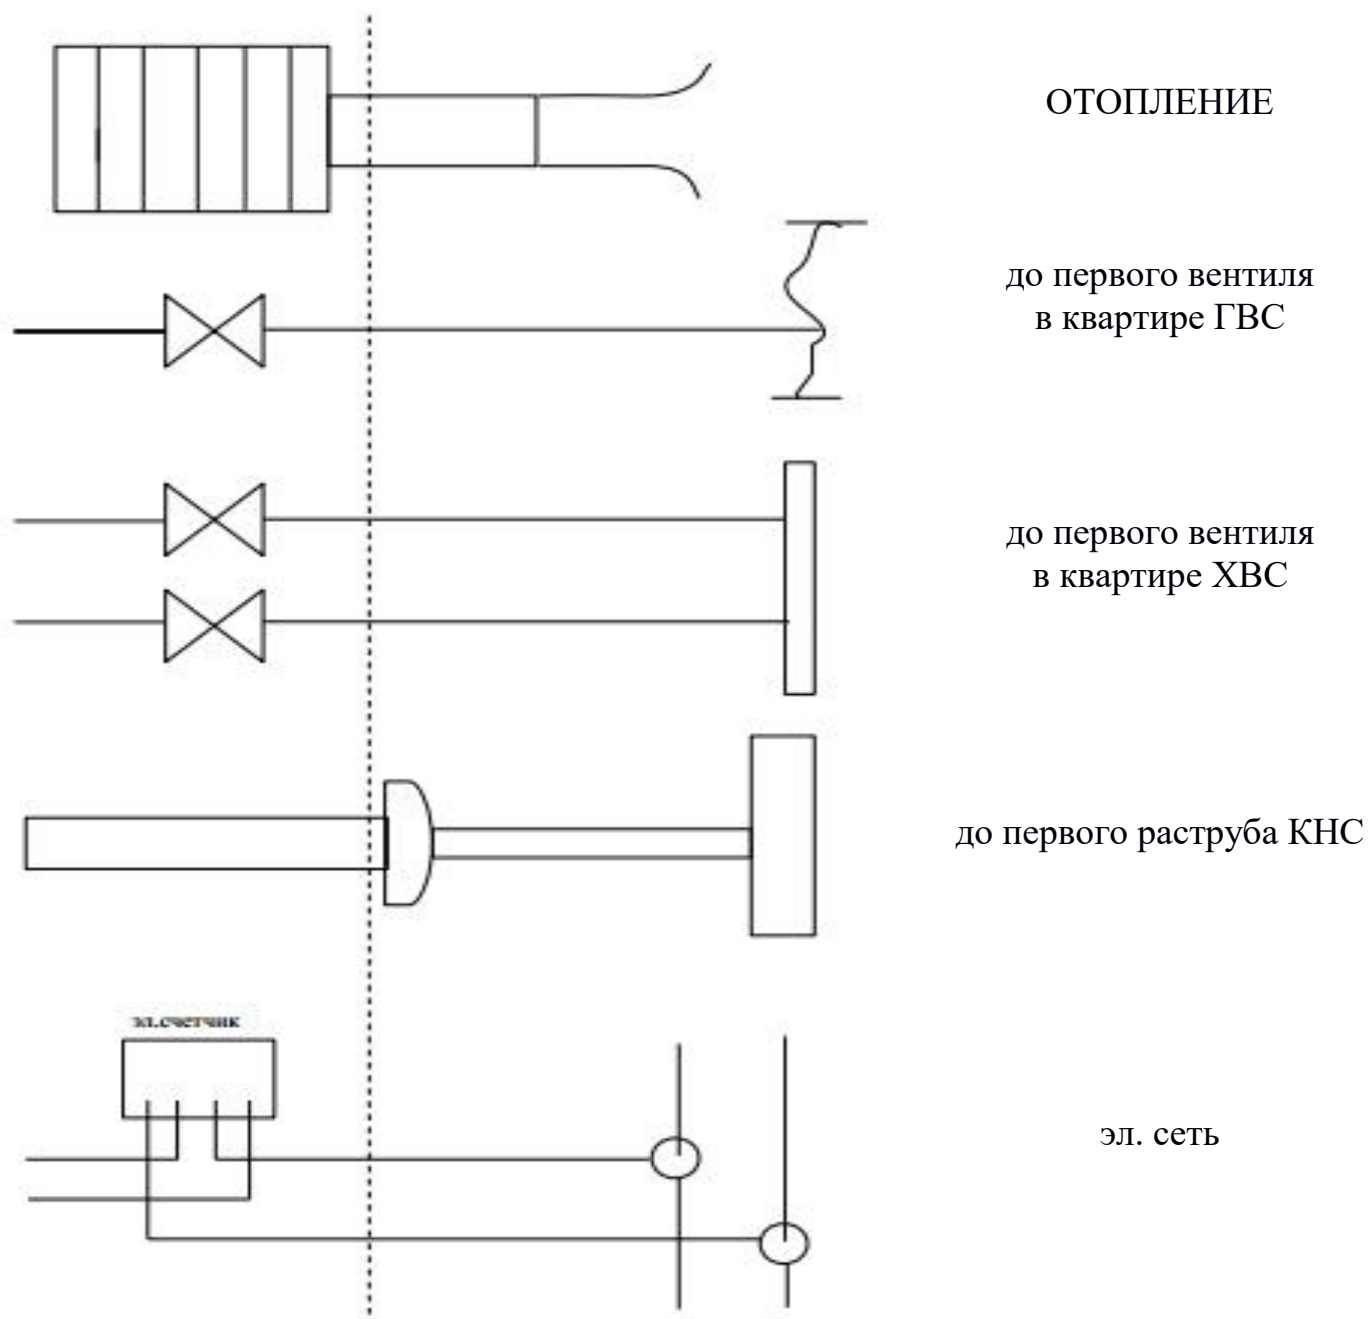 ОТОПЛЕНИЕ
до первого вентиля
в квартире ГВС
до первого вентиля
в квартире ХВС
до первого раструба КНС
эл.счетчик
эл. сеть